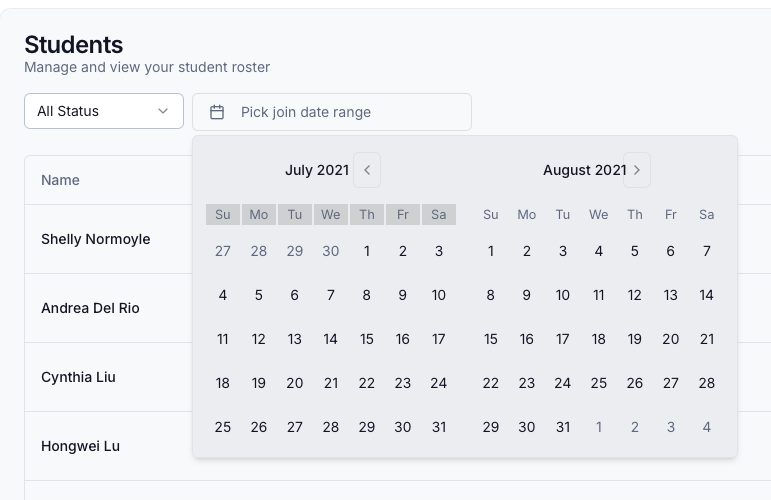 Students
Manage and view your student roster
All Status
Pick join date range
July 2021
August 2021
Name
Su Mo Tu We Th Fr Sa
Su Mo Tu We Th Fr Sa
27 28 29 30 1 2 3
1 2 3 4 5 6 7
Shelly Normoyle
4 5 6 7 8 9 10
8 9 10 11 12 13 14
Andrea Del Rio
11 12 13 14 15 16 17
15 16 17 18 19 20 21
Cynthia Liu
18 19 20 21 22 23 24
22 23 24 25 26 27 28
Hongwei Lu
25 26 27 28 29 30 31
29 30 31 1 2 3 4